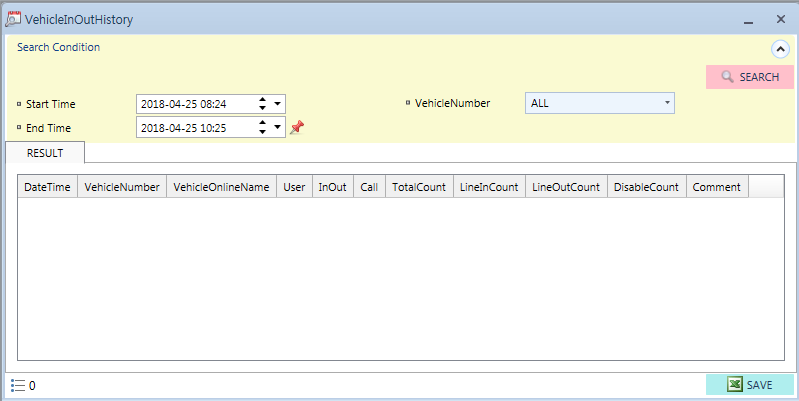 VehicleInOutHistory
Search Condition
SEARCH
Start Time 2018-04-25 08:24 VehicleNumber ALL
End Time 2018-04-25 10:25
RESULT
DateTime VehicleNumber VehicleOnlineName User InOut Call TotalCount LineInCount LineOutCount DisableCount Comment
0 SAVE